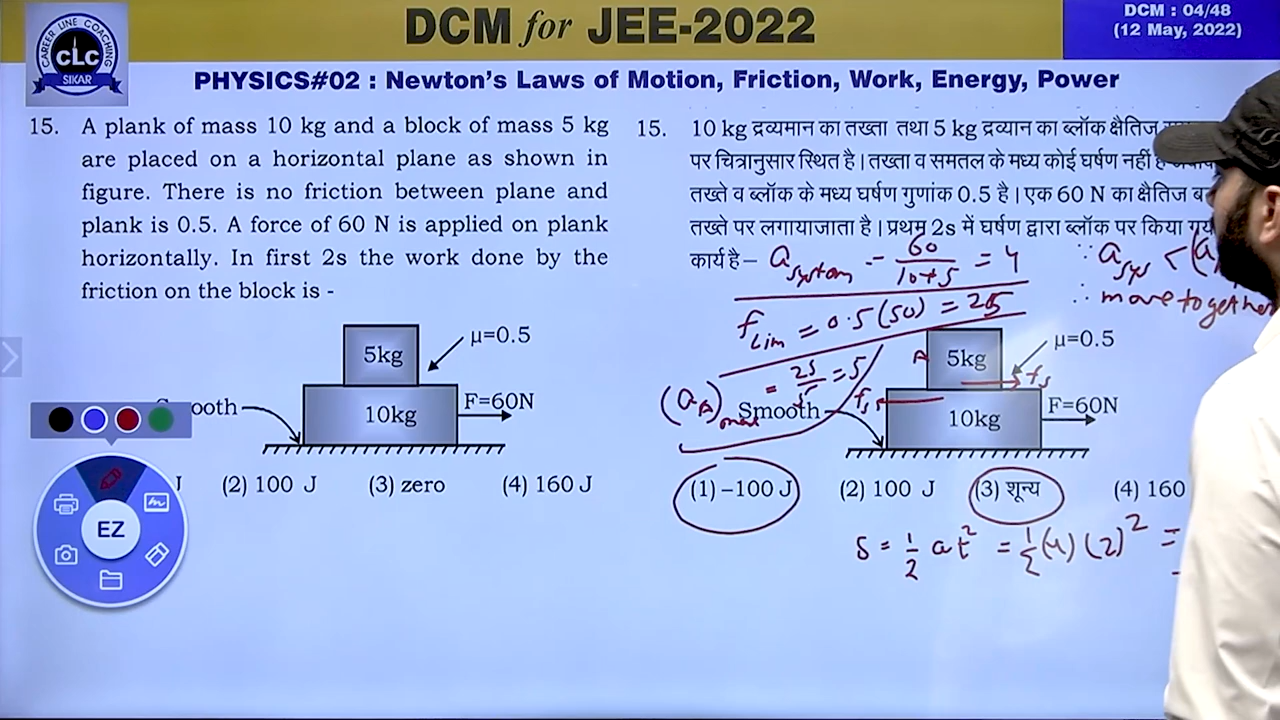 CAREER LINE COACHING
CLC
SIKAR
DCM for JEE-2022
DCM : 04/48
(12 May, 2022)
PHYSICS#02 : Newton's Laws of Motion, Friction, Work, Energy, Power
15. A plank of mass 10 kg and a block of mass 5 kg
are placed on a horizontal plane as shown in
figure. There is no friction between plane and
plank is 0.5. A force of 60 N is applied on plank
horizontally. In first 2s the work done by the
friction on the block is -
5kg
μ=0.5
ooth
10kg
F=60N
J
(2) 100 J
(3) zero
(4) 160 J
EZ
15. 10 kg द्रव्यमान का तख्ता तथा 5 kg द्रव्यान का ब्लॉक क्षैतिज
पर चित्रानुसार स्थित है। तख्ता व समतल के मध्य कोई घर्षण नहीं
तख्ते व ब्लॉक के मध्य घर्षण गुणांक 0.5 है। एक 60 N का क्षैतिज
तख्ते पर लगायाजाता है। प्रथम 2s में घर्षण द्वारा ब्लॉक पर किया
कार्य है–
a system = 60/(10+5) = 4
∵ a sys < (a
∴ move together
f Lim = 0.5 (50) = 25
(a A) max = 25/5 = 5
A
5kg
μ=0.5
fs
fs
Smooth
10kg
F=60N
(1) –100 J
(2) 100 J
(3) शून्य
(4) 160
S = 1/2 at² = 1/2 (4) (2)² =